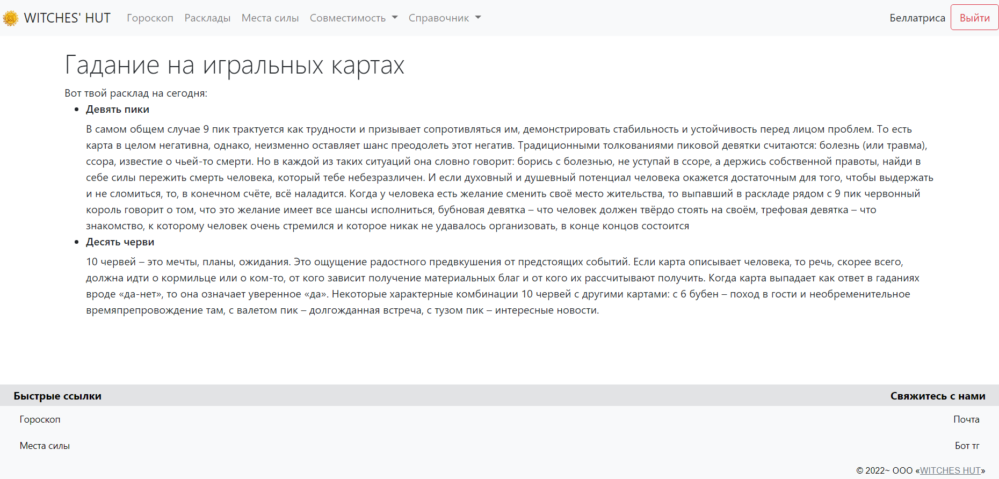 WITCHES' HUT Гороскоп Расклады Места силы Совместимость Справочник Беллатриса Выйти
Гадание на игральных картах
Вот твой расклад на сегодня:
Девять пики
В самом общем случае 9 пик трактуется как трудности и призывает сопротивляться им, демонстрировать стабильность и устойчивость перед лицом проблем. То есть
карта в целом негативна, однако, неизменно оставляет шанс преодолеть этот негатив. Традиционными толкованиями пиковой девятки считаются: болезнь (или травма),
ссора, известие о чьей-то смерти. Но в каждой из таких ситуаций она словно говорит: борись с болезнью, не уступай в ссоре, а держись собственной правоты, найди в
себе силы пережить смерть человека, который тебе небезразличен. И если духовный и душевный потенциал человека окажется достаточным для того, чтобы выдержать
и не сломиться, то, в конечном счёте, всё наладится. Когда у человека есть желание сменить своё место жительства, то выпавший в раскладе рядом с 9 пик червонный
король говорит о том, что это желание имеет все шансы исполниться, бубновая девятка – что человек должен твёрдо стоять на своём, трефовая девятка – что
знакомство, к которому человек очень стремился и которое никак не удавалось организовать, в конце концов состоится
Десять черви
10 червей – это мечты, планы, ожидания. Это ощущение радостного предвкушения от предстоящих событий. Если карта описывает человека, то речь, скорее всего,
должна идти о кормильце или о ком-то, от кого зависит получение материальных благ и от кого их рассчитывают получить. Когда карта выпадает как ответ в гаданиях
вроде «да-нет», то она означает уверенное «да». Некоторые характерные комбинации 10 червей с другими картами: с 6 бубен – поход в гости и необременительное
времяпрепровождение там, с валетом пик – долгожданная встреча, с тузом пик – интересные новости.
Быстрые ссылки Свяжитесь с нами
Гороскоп Почта
Места силы Бот тг
© 2022~ ООО «WITCHES HUT»